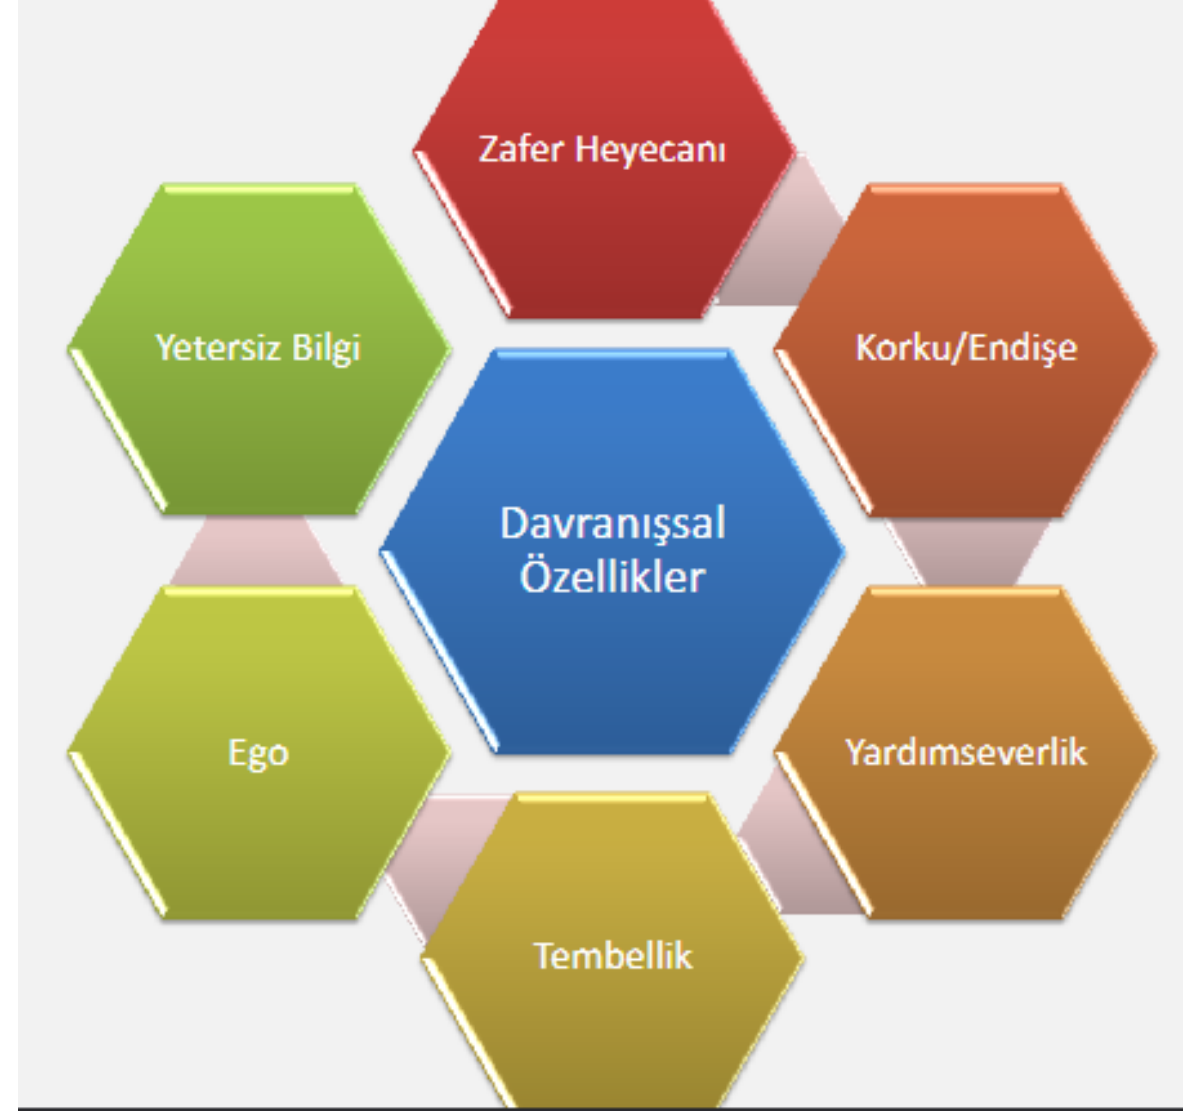 Zafer Heyecanı
Yetersiz Bilgi
Korku/Endişe
Davranışsal
Özellikler
Ego
Yardımseverlik
Tembellik